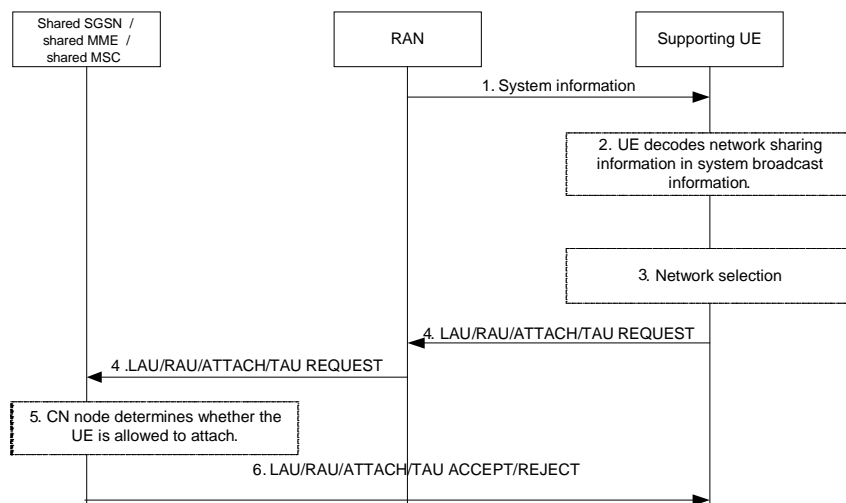 Shared SGSN /
shared MME /
shared MSC
RAN
Supporting UE
1. System information
2. UE decodes network sharing
information in system broadcast
information.
3. Network selection
4. LAU/RAU/ATTACH/TAU REQUEST
4 .LAU/RAU/ATTACH/TAU REQUEST
5. CN node determines whether the
UE is allowed to attach.
6. LAU/RAU/ATTACH/TAU ACCEPT/REJECT